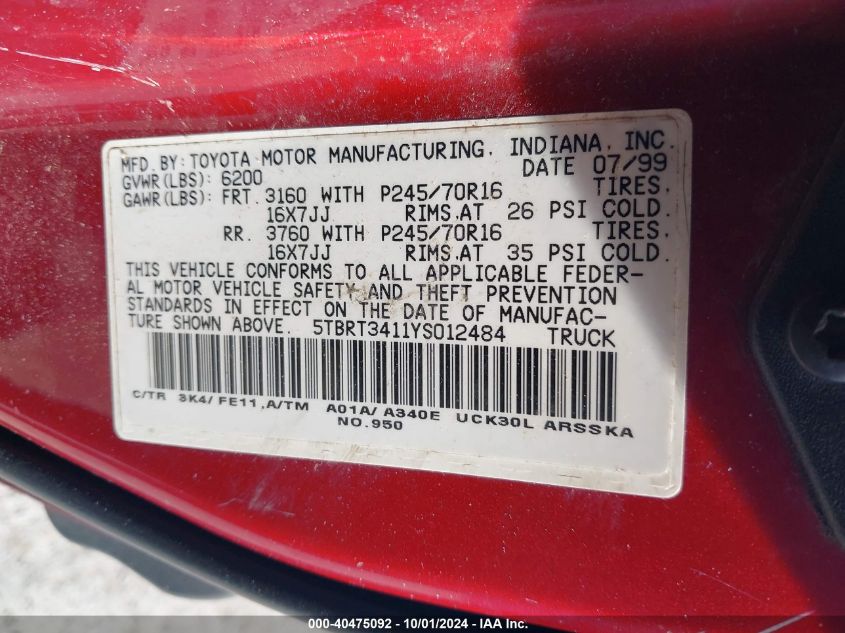 MFD. BY: TOYOTA MOTOR MANUFACTURING, INDIANA, INC.
GVWR(LBS): 6200 DATE 07/99
GAWR(LBS): FRT. 3160 WITH P245/70R16 TIRES,
16X7JJ RIMS,AT 26 PSI COLD.
RR. 3760 WITH P245/70R16 TIRES,
16X7JJ RIMS,AT 35 PSI COLD.
THIS VEHICLE CONFORMS TO ALL APPLICABLE FEDER-
AL MOTOR VEHICLE SAFETY AND THEFT PREVENTION
STANDARDS IN EFFECT ON THE DATE OF MANUFAC-
TURE SHOWN ABOVE. 5TBRT3411YS012484 TRUCK
C/TR 3K4/ FE11,A/TM A01A/ A340E UCK30L ARSSKA
NO.950
000-40475092 - 10/01/2024 - IAAI.com